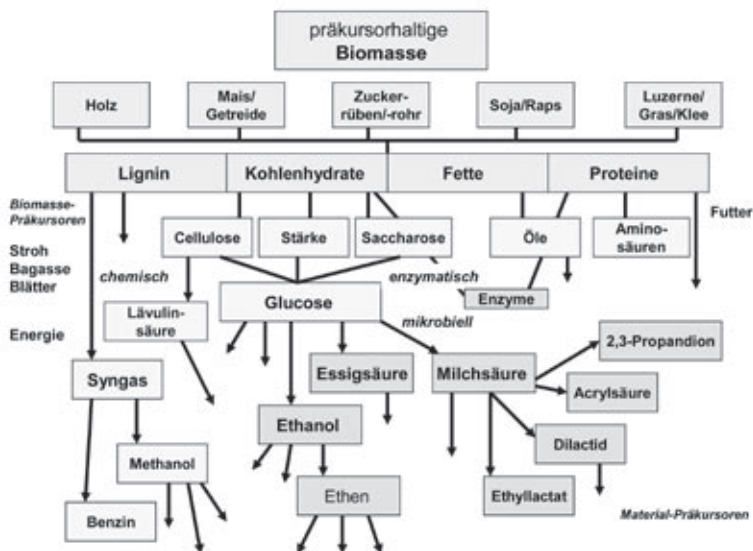 präkursorhaltige
Biomasse
Holz
Mais/
Getreide
Zucker-
rüben/-rohr
Soja/Raps
Luzerne/
Gras/Klee
Lignin
Kohlenhydrate
Fette
Proteine
Biomasse-
Präkursoren
Futter
Cellulose
Stärke
Saccharose
Öle
Amino-
säuren
Stroh
Bagasse
Blätter
chemisch
enzymatisch
Enzyme
Glucose
Lävulin-
säure
mikrobiell
Energie
2,3-Propandion
Syngas
Essigsäure
Milchsäure
Acrylsäure
Ethanol
Dilactid
Methanol
Ethen
Ethyllactat
Benzin
Material-Präkursoren